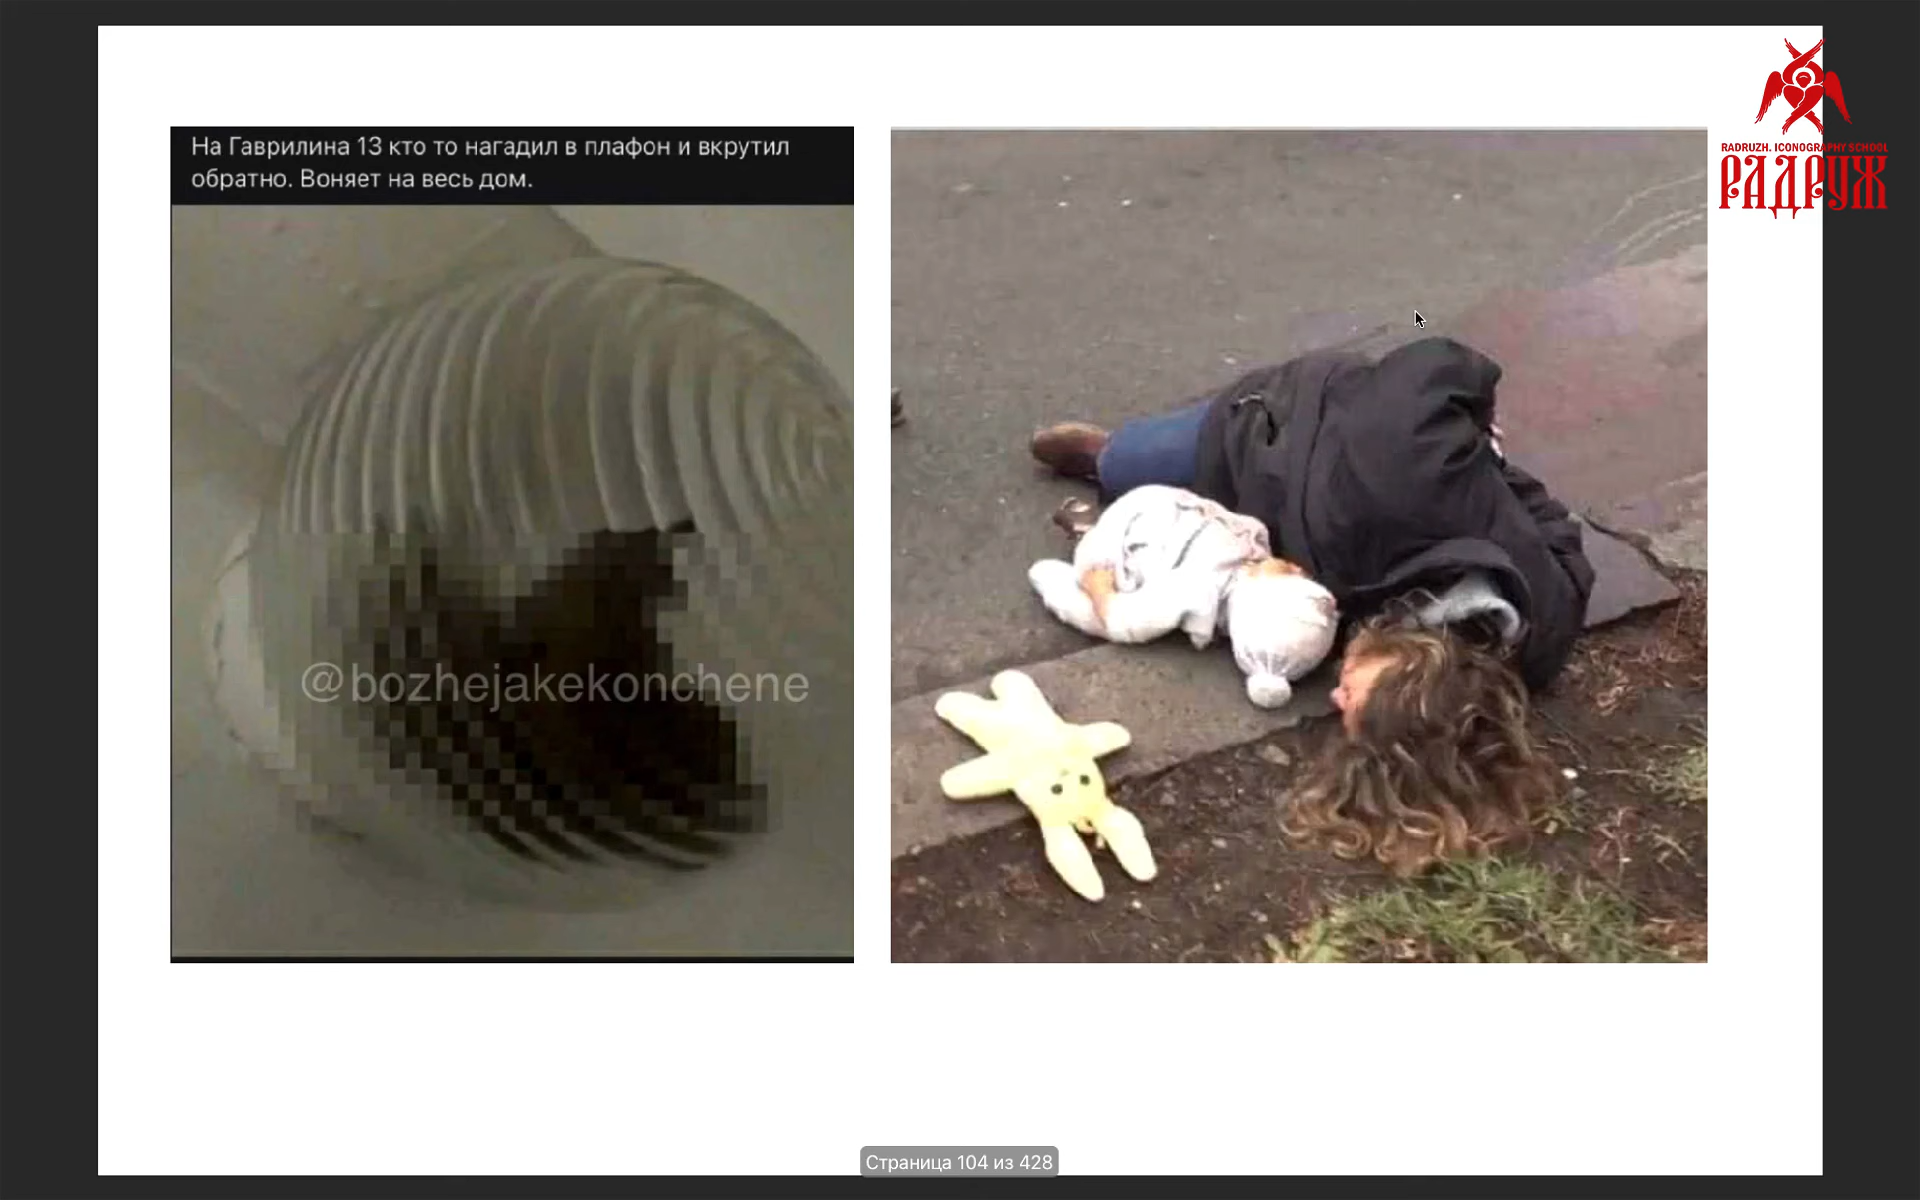 На Гаврилина 13 кто то нагадил в плафон и вкрутил
обратно. Воняет на весь дом.
@bozhejakekonchene
RADRUZH. ICONOGRAPHY SCHOOL
РАДРУЖ
Страница 104 из 428